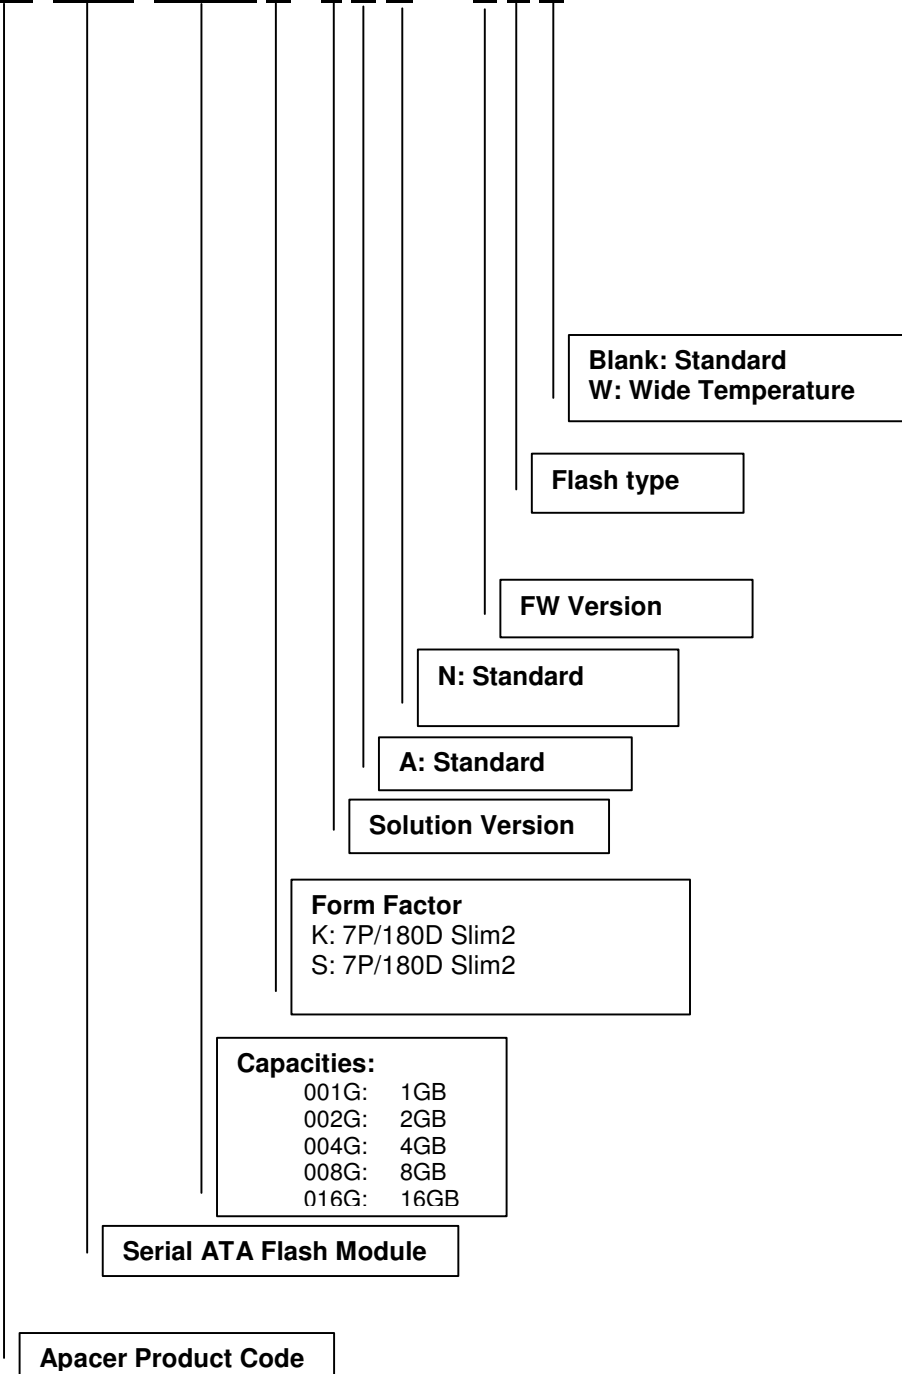 Blank: Standard
W: Wide Temperature
Flash type
FW Version
N: Standard
A: Standard
Solution Version
Form Factor
K: 7P/180D Slim2
S: 7P/180D Slim2
Capacities:
001G: 1GB
002G: 2GB
004G: 4GB
008G: 8GB
016G: 16GB
Serial ATA Flash Module
Apacer Product Code